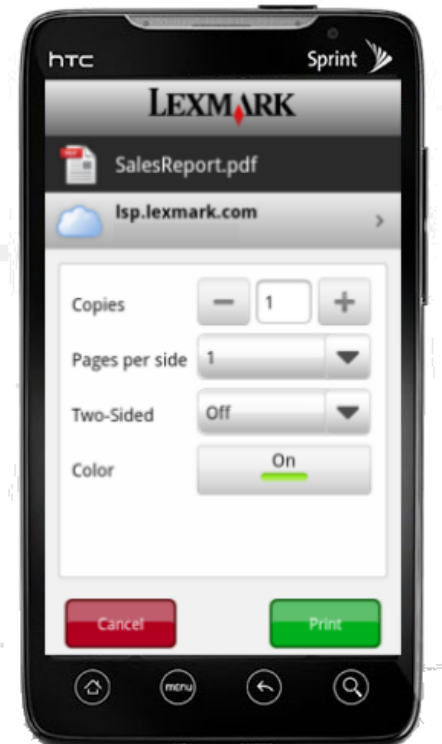 hTC Sprint
LEXMARK
PDF
SalesReport.pdf
lsp.lexmark.com
Copies 1
Pages per side 1
Two-Sided Off
Color On
Cancel Print
menu